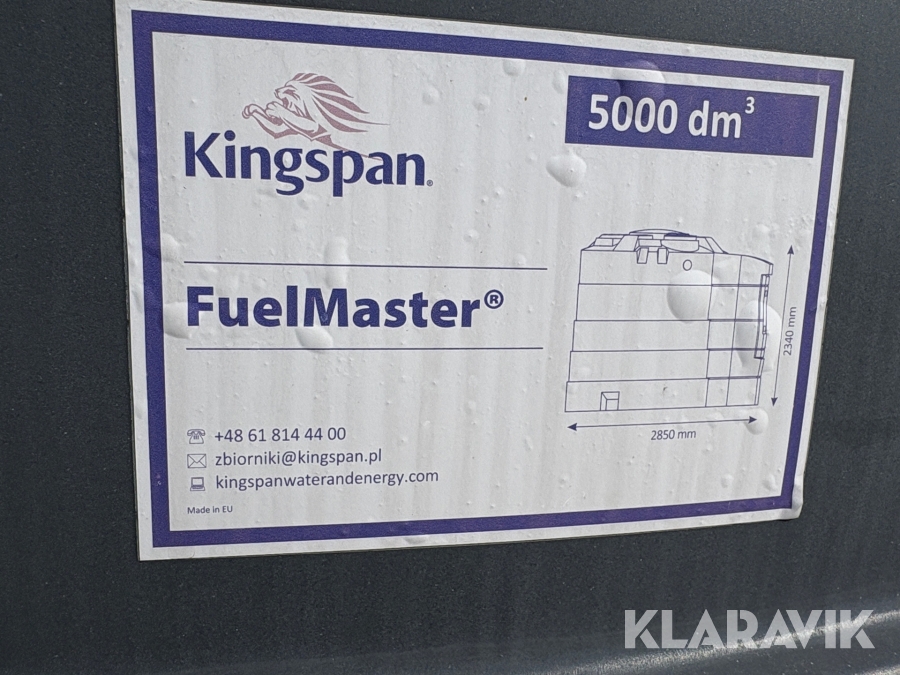 Kingspan®
5000 dm³
FuelMaster®
2340 mm
2850 mm
+48 61 814 44 00
zbiorniki@kingspan.pl
kingspanwaterandenergy.com
Made in EU
KLARAVIK